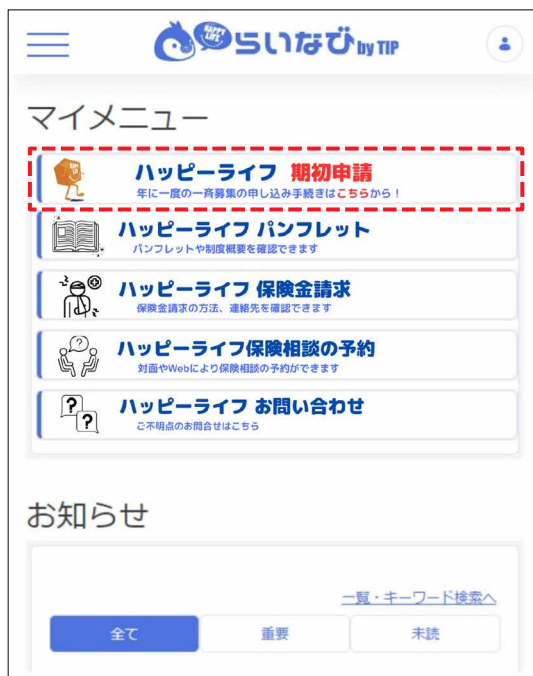 HAPPY LIFE らいなび by TIP
マイメニュー
ハッピーライフ 期初申請
年に一度の一斉募集の申し込み手続きはこちらから！
ハッピーライフ パンフレット
パンフレットや制度概要を確認できます
ハッピーライフ 保険金請求
保険金請求の方法、連絡先を確認できます
ハッピーライフ保険相談の予約
対面やWebにより保険相談の予約ができます
ハッピーライフ お問い合わせ
ご不明点のお問合せはこちら
お知らせ
一覧・キーワード検索へ
全て 重要 未読